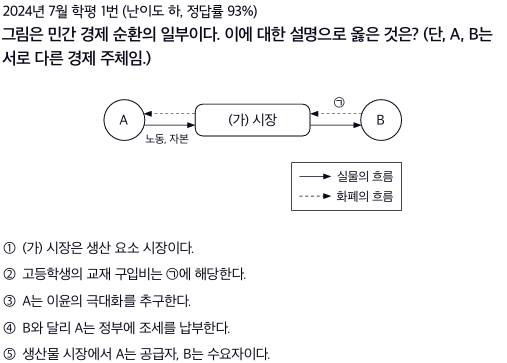 2024년 7월 학평 1번 (난이도 하, 정답률 93%)
그림은 민간 경제 순환의 일부이다. 이에 대한 설명으로 옳은 것은? (단, A, B는
서로 다른 경제 주체임.)
㉠
A
(가) 시장
B
노동, 자본
실물의 흐름
화폐의 흐름
① (가) 시장은 생산 요소 시장이다.
② 고등학생의 교재 구입비는 ㉠에 해당한다.
③ A는 이윤의 극대화를 추구한다.
④ B와 달리 A는 정부에 조세를 납부한다.
⑤ 생산물 시장에서 A는 공급자, B는 수요자이다.